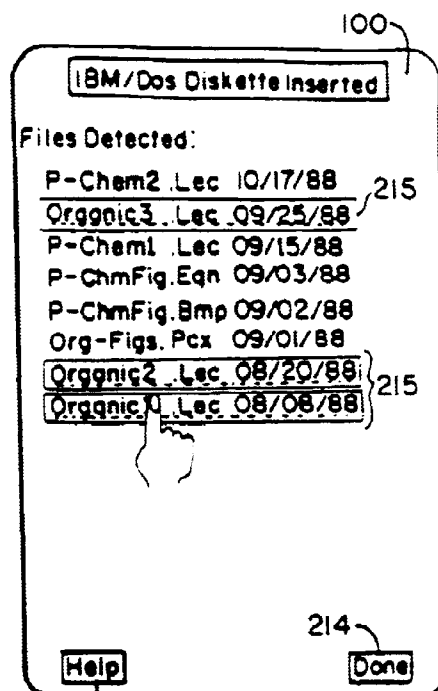 100
IBM/Dos Diskette Inserted
Files Detected:
P-Chem2 .Lec 10/17/88
215
Organic3 .Lec 09/25/88
P-Chem1 .Lec 09/15/88
P-ChmFig.Eqn 09/03/88
P-ChmFig.Bmp 09/02/88
Org-Figs.Pcx 09/01/88
Organic2 .Lec 08/20/88
215
Organic1 .Lec 08/08/88
214
Help
Done